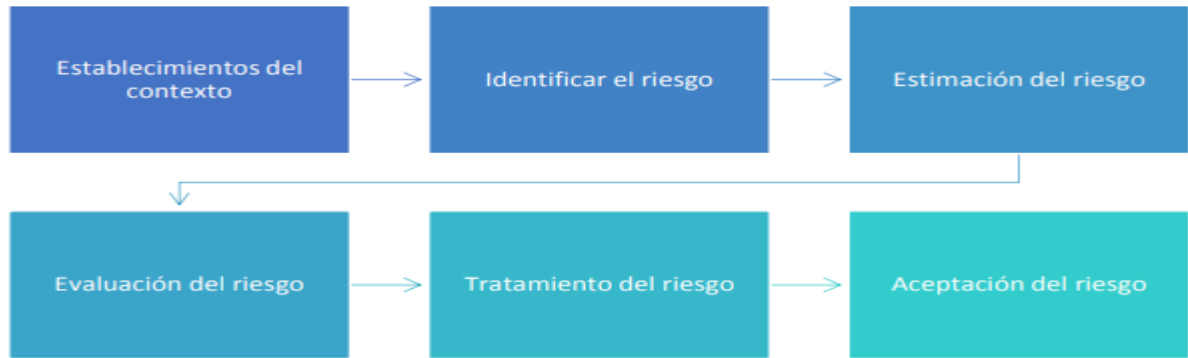 Establecimientos del
contexto
Identificar el riesgo
Estimación del riesgo
Evaluación del riesgo
Tratamiento del riesgo
Aceptación del riesgo